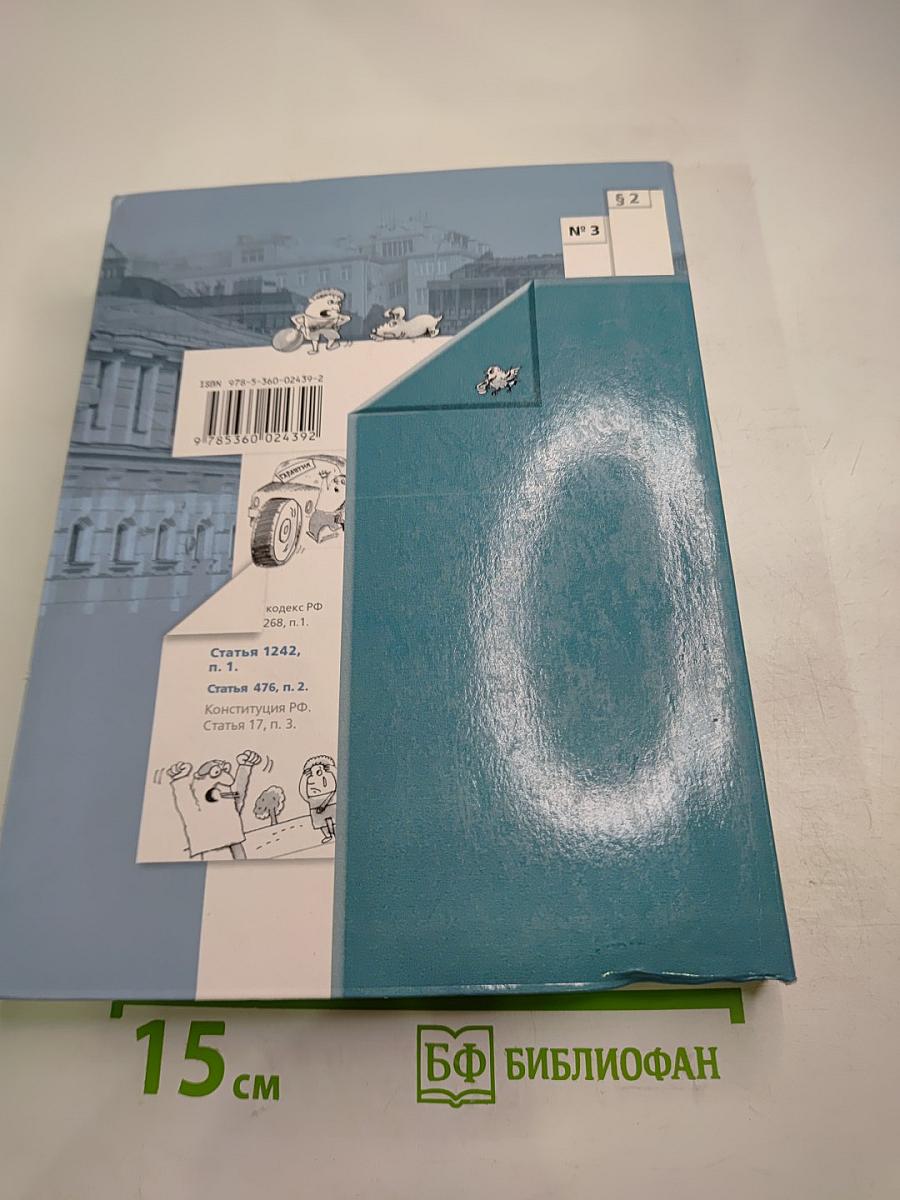 § 2
№ 3
ISBN 978-5-360-02439-2
9 785360 024392
ГАРАНТИЯ
кодекс РФ
268, п.1.
Статья 1242,
п. 1.
Статья 476, п. 2.
Конституция РФ.
Статья 17, п. 3.
15 см
БФ БИБЛИОФАН